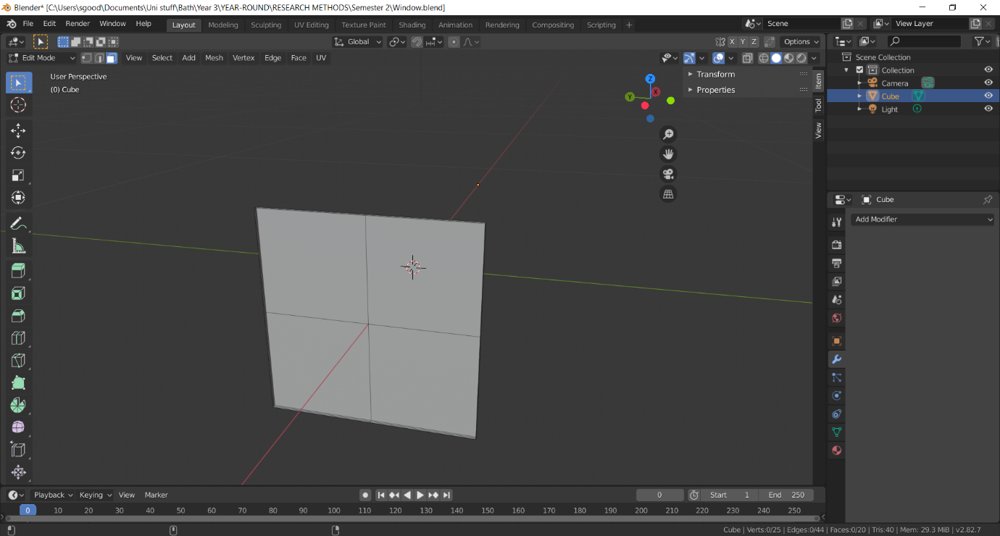 Blender* [C:\Users\sgood\Documents\Uni stuff\Bath\Year 3\YEAR-ROUND\RESEARCH METHODS\Semester 2\Window.blend]
File Edit Render Window Help Layout Modeling Sculpting UV Editing Texture Paint Shading Animation Rendering Compositing Scripting + Scene View Layer
Global X Y Z Options
Edit Mode View Select Add Mesh Vertex Edge Face UV
User Perspective
(0) Cube
Z
X
Y
Transform
Properties
Item
Tool
View
Scene Collection
Collection
Camera
Cube
Light
Cube
Add Modifier
Playback Keying View Marker 0 Start 1 End 250
0 10 20 30 40 50 60 70 80 90 100 110 120 130 140 150 160 170 180 190 200 210 220 230 240 250
Cube | Verts:0/25 | Edges:0/44 | Faces:0/20 | Tris:40 | Mem: 29.3 MiB | v2.82.7